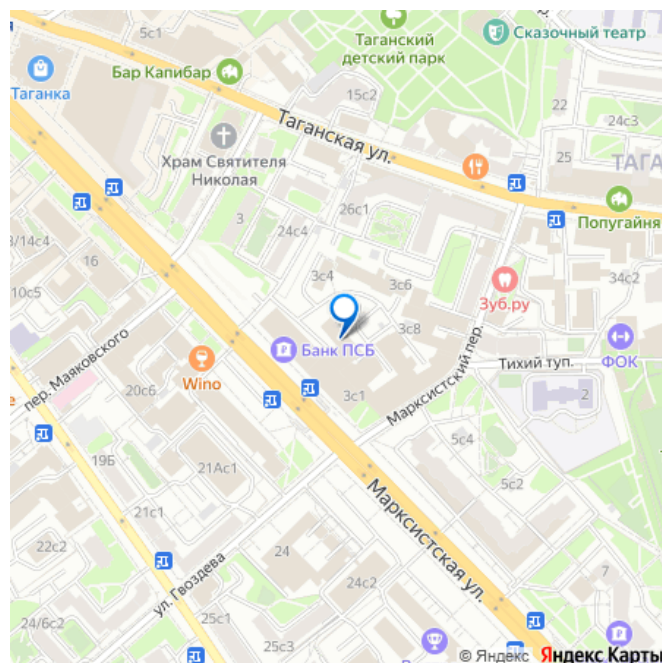 5с1
Сказочный театр
Таганский
детский парк
Бар Капибар
Таганка
15с2
22
24с3
Таганская ул.
25
ТАГА
Храм Святителя
Николая
26с1
3
24с4
Попугайня
3/14с4
16
3с4
3с6
34с2
10с5
Зуб.ру
3с8
Банк ПСБ
ФОК
Тихий туп.
Марксистский пер.
пер. Маяковского
Wino
20с6
3с1
2
е
5с4
19Б
21Ас1
5с2
21с1
Марксистская ул.
22с2
24
ул. Гвоздева
24с2
7
24/6с2
25с1
25с3
© Яндекс Яндекс Карты